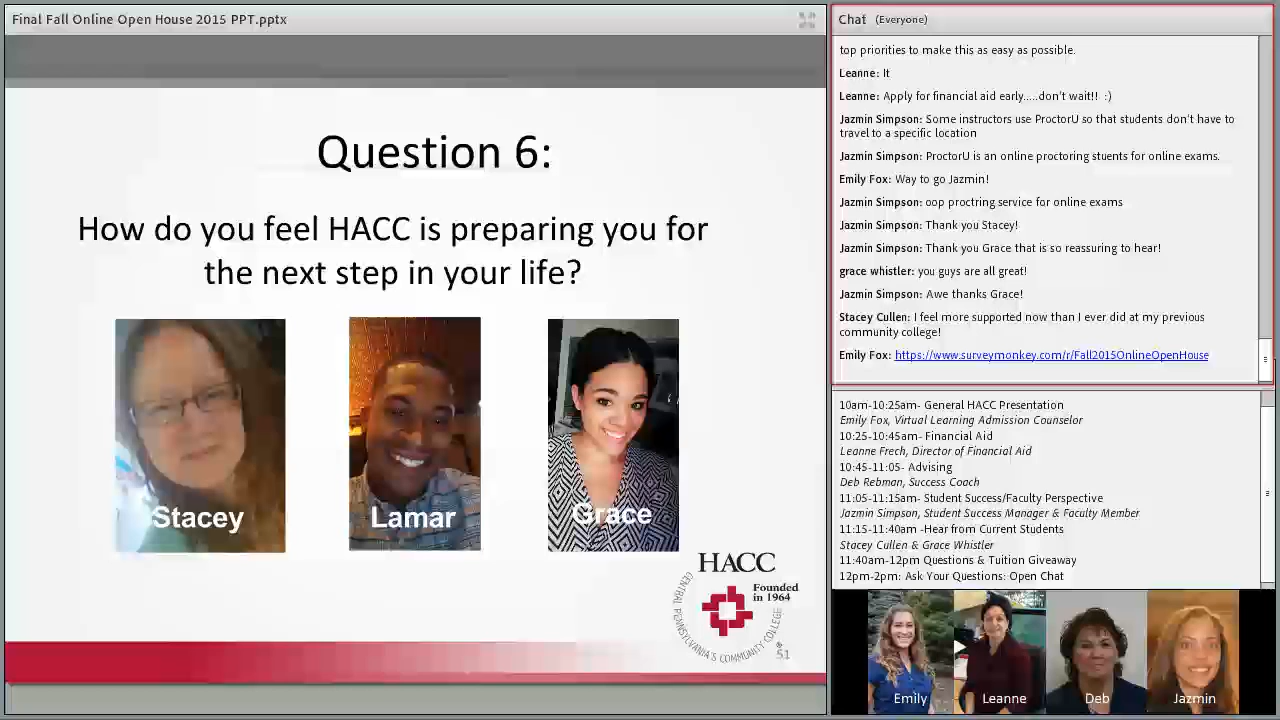 Final Fall Online Open House 2015 PPT.pptx
Question 6:
How do you feel HACC is preparing you for
the next step in your life?
Stacey
Lamar
Grace
HACC
Founded
in 1964
CENTRAL PENNSYLVANIA'S COMMUNITY COLLEGE
®
51
Chat (Everyone)
top priorities to make this as easy as possible.
Leanne: It
Leanne: Apply for financial aid early.....don't wait!! :)
Jazmin Simpson: Some instructors use ProctorU so that students don't have to
travel to a specific location
Jazmin Simpson: ProctorU is an online proctoring agents for online exams.
Emily Fox: Way to go Jazmin!
Jazmin Simpson: oop proctring service for online exams
Jazmin Simpson: Thank you Stacey!
Jazmin Simpson: Thank you Grace that is so reassuring to hear!
grace whistler: you guys are all great!
Jazmin Simpson: Awe thanks Grace!
Stacey Cullen: I feel more supported now than I ever did at my previous
community college!
Emily Fox: https://www.surveymonkey.com/r/Fall2015OnlineOpenHouse
10am-10:25am- General HACC Presentation
Emily Fox, Virtual Learning Admission Counselor
10:25-10:45am- Financial Aid
Leanne Frech, Director of Financial Aid
10:45-11:05- Advising
Deb Rebman, Success Coach
11:05-11:15am- Student Success/Faculty Perspective
Jazmin Simpson, Student Success Manager & Faculty Member
11:15-11:40am -Hear from Current Students
Stacey Cullen & Grace Whistler
11:40am-12pm Questions & Tuition Giveaway
12pm-2pm: Ask Your Questions: Open Chat
Emily
Leanne
Deb
Jazmin